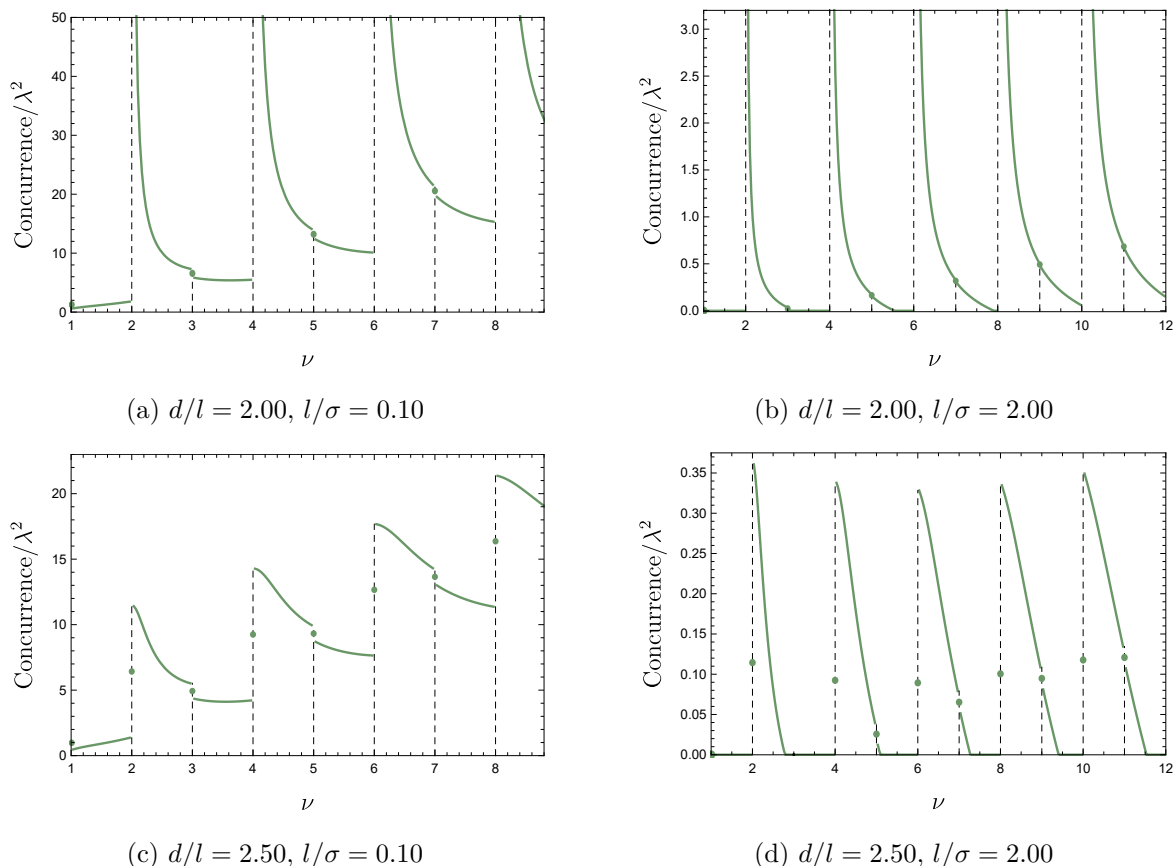 50
40
30
20
10
0
1 2 3 4 5 6 7 8
Concurrence/λ²
ν
(a) d/l = 2.00, l/σ = 0.10
3.0
2.5
2.0
1.5
1.0
0.5
0.0
2 4 6 8 10 12
Concurrence/λ²
ν
(b) d/l = 2.00, l/σ = 2.00
20
15
10
5
0
1 2 3 4 5 6 7 8
Concurrence/λ²
ν
(c) d/l = 2.50, l/σ = 0.10
0.35
0.30
0.25
0.20
0.15
0.10
0.05
0.00
2 4 6 8 10 12
Concurrence/λ²
ν
(d) d/l = 2.50, l/σ = 2.00